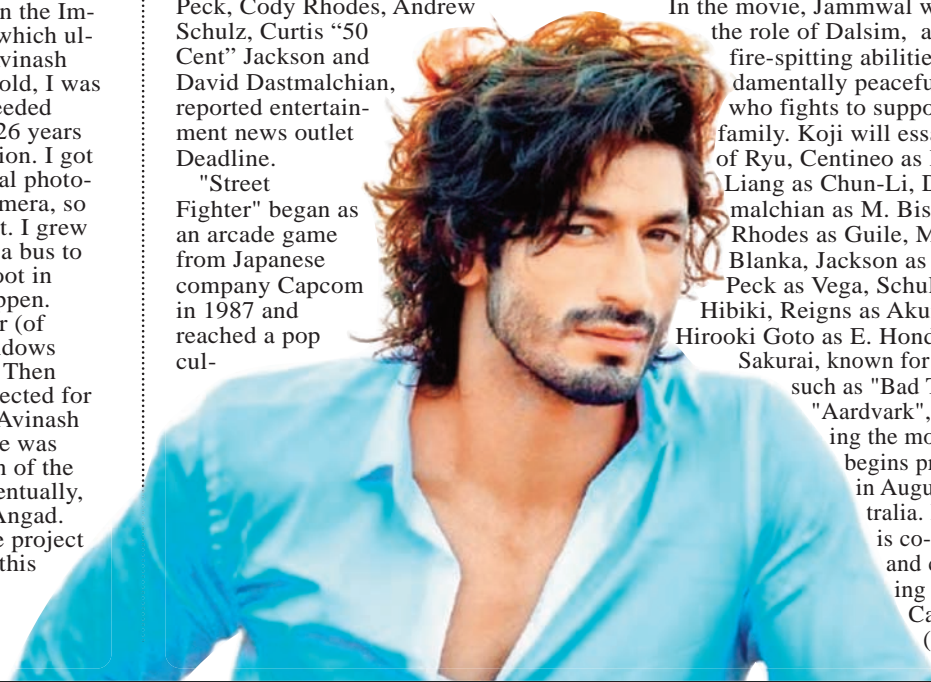 n the Im-
which ul-
vinash
old, I was
eeded
26 years
ion. I got
al photo-
mera, so
t. I grew
a bus to
oot in
ppen.
r (of
dows
Then
ected for
Avinash
e was
n of the
entually,
Angad.
e project
this
Peck, Cody Rhodes, Andrew
Schulz, Curtis “50
Cent” Jackson and
David Dastmalchian,
reported entertain-
ment news outlet
Deadline.
"Street
Fighter" began as
an arcade game
from Japanese
company Capcom
in 1987 and
reached a pop
cul-
In the movie, Jammwal w
the role of Dalsim, a
fire-spitting abilitie
damentally peacefu
who fights to suppo
family. Koji will ess
of Ryu, Centineo as
Liang as Chun-Li, D
malchian as M. Bis
Rhodes as Guile, M
Blanka, Jackson as
Peck as Vega, Schul
Hibiki, Reigns as Aku
Hirooki Goto as E. Hond
Sakurai, known for
such as "Bad T
"Aardvark",
ing the mo
begins pr
in Augu
tralia.
is co-
and
ing
Ca
(